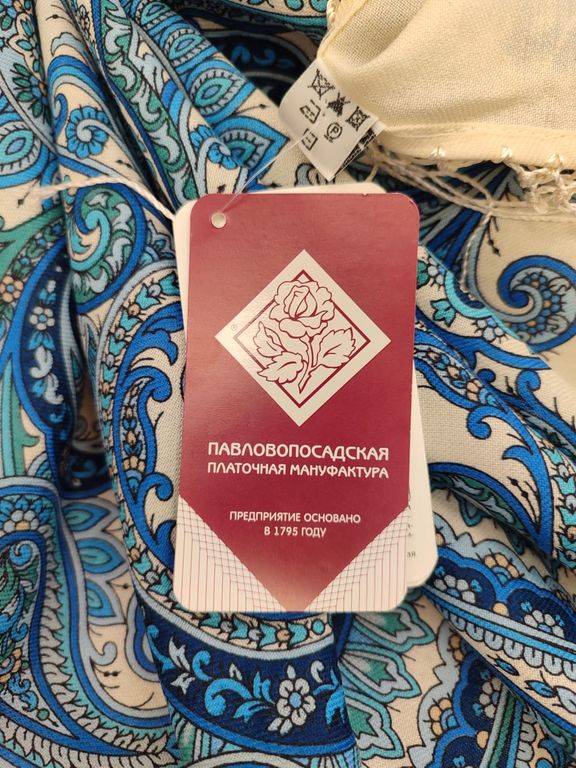 ®
ПАВЛОВОПОСАДСКАЯ
ПЛАТОЧНАЯ МАНУФАКТУРА
ПРЕДПРИЯТИЕ ОСНОВАНО
В 1795 ГОДУ
P